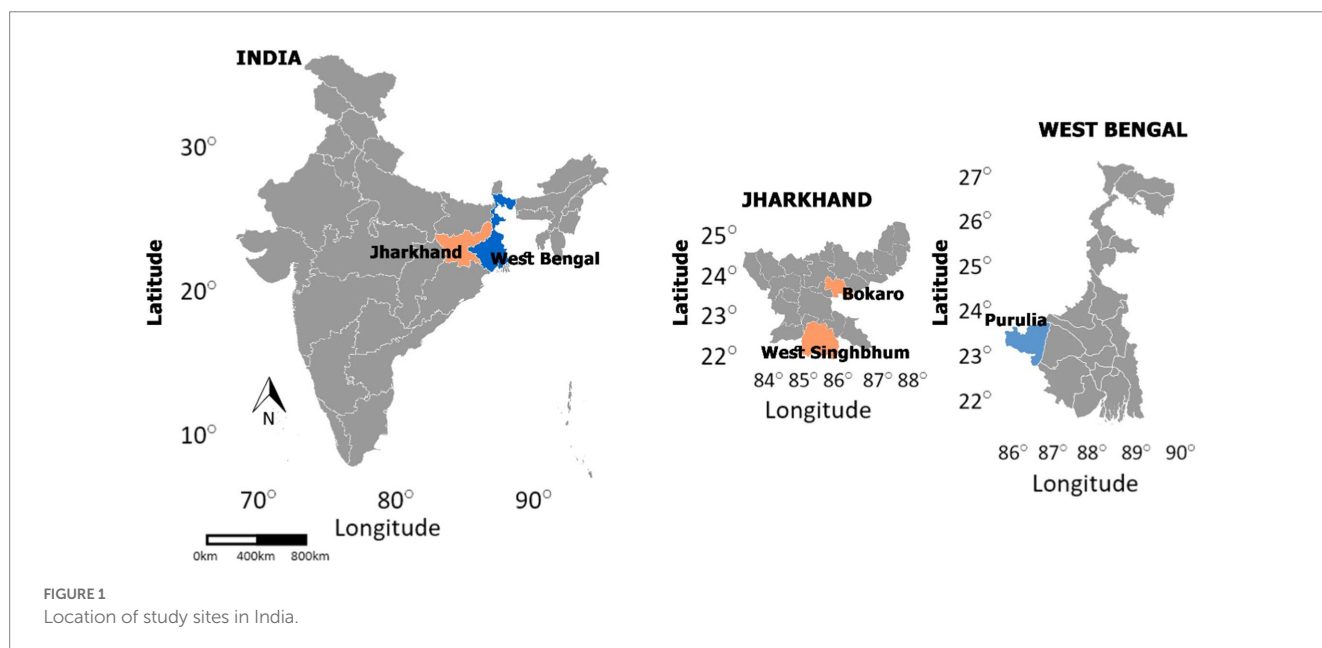 INDIA
30°
20°
10°
Latitude
Jharkhand
West Bengal
N
70° 80° 90°
Longitude
0km 400km 800km
JHARKHAND
25°
24°
23°
22°
Latitude
Bokaro
West Singhbhum
84° 85° 86° 87° 88°
Longitude
WEST BENGAL
27°
26°
25°
24°
23°
22°
Latitude
Purulia
86° 87° 88° 89° 90°
Longitude
FIGURE 1
Location of study sites in India.